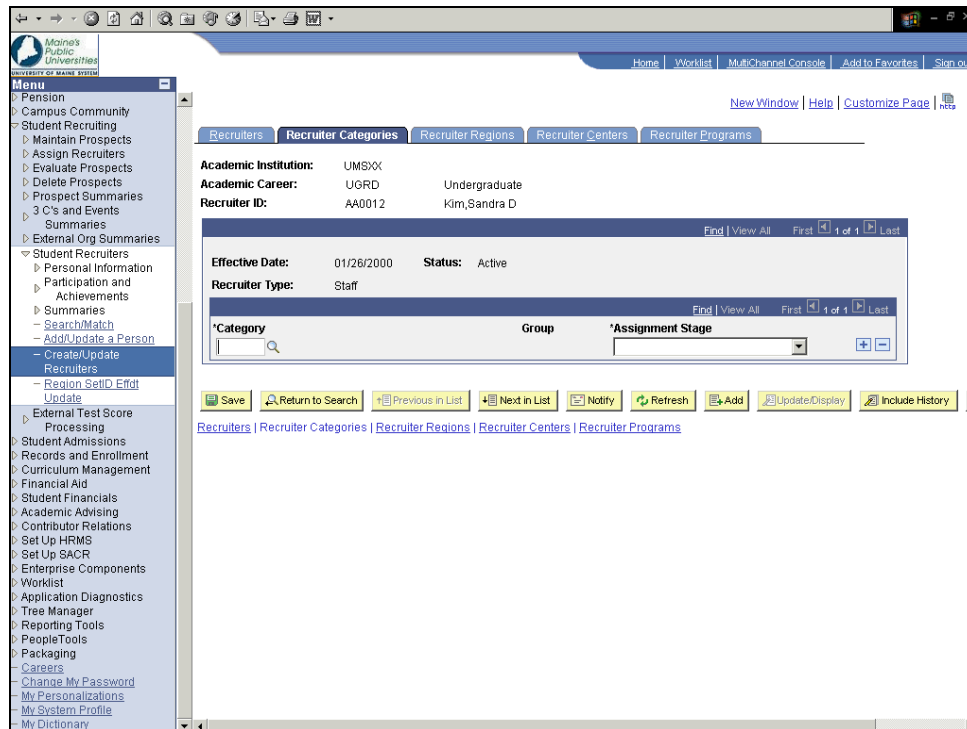 Maine's
Public
Universities
UNIVERSITY OF MAINE SYSTEM
Home | Worklist | MultiChannel Console | Add to Favorites | Sign ou
Menu
Pension
Campus Community
Student Recruiting
Maintain Prospects
Assign Recruiters
Evaluate Prospects
Delete Prospects
Prospect Summaries
3 C's and Events
Summaries
External Org Summaries
Student Recruiters
Personal Information
Participation and
Achievements
Summaries
– Search/Match
– Add/Update a Person
– Create/Update
Recruiters
– Region SetID Effdt
Update
External Test Score
Processing
Student Admissions
Records and Enrollment
Curriculum Management
Financial Aid
Student Financials
Academic Advising
Contributor Relations
Set Up HRMS
Set Up SACR
Enterprise Components
Worklist
Application Diagnostics
Tree Manager
Reporting Tools
PeopleTools
Packaging
– Careers
– Change My Password
– My Personalizations
– My System Profile
– My Dictionary
New Window | Help | Customize Page | http
Recruiters Recruiter Categories Recruiter Regions Recruiter Centers Recruiter Programs
Academic Institution: UMSXX
Academic Career: UGRD Undergraduate
Recruiter ID: AA0012 Kim,Sandra D
Find | View All First 1 of 1 Last
Effective Date: 01/26/2000 Status: Active
Recruiter Type: Staff
Find | View All First 1 of 1 Last
*Category Group *Assignment Stage
Save Return to Search Previous in List Next in List Notify Refresh Add Update/Display Include History
Recruiters | Recruiter Categories | Recruiter Regions | Recruiter Centers | Recruiter Programs